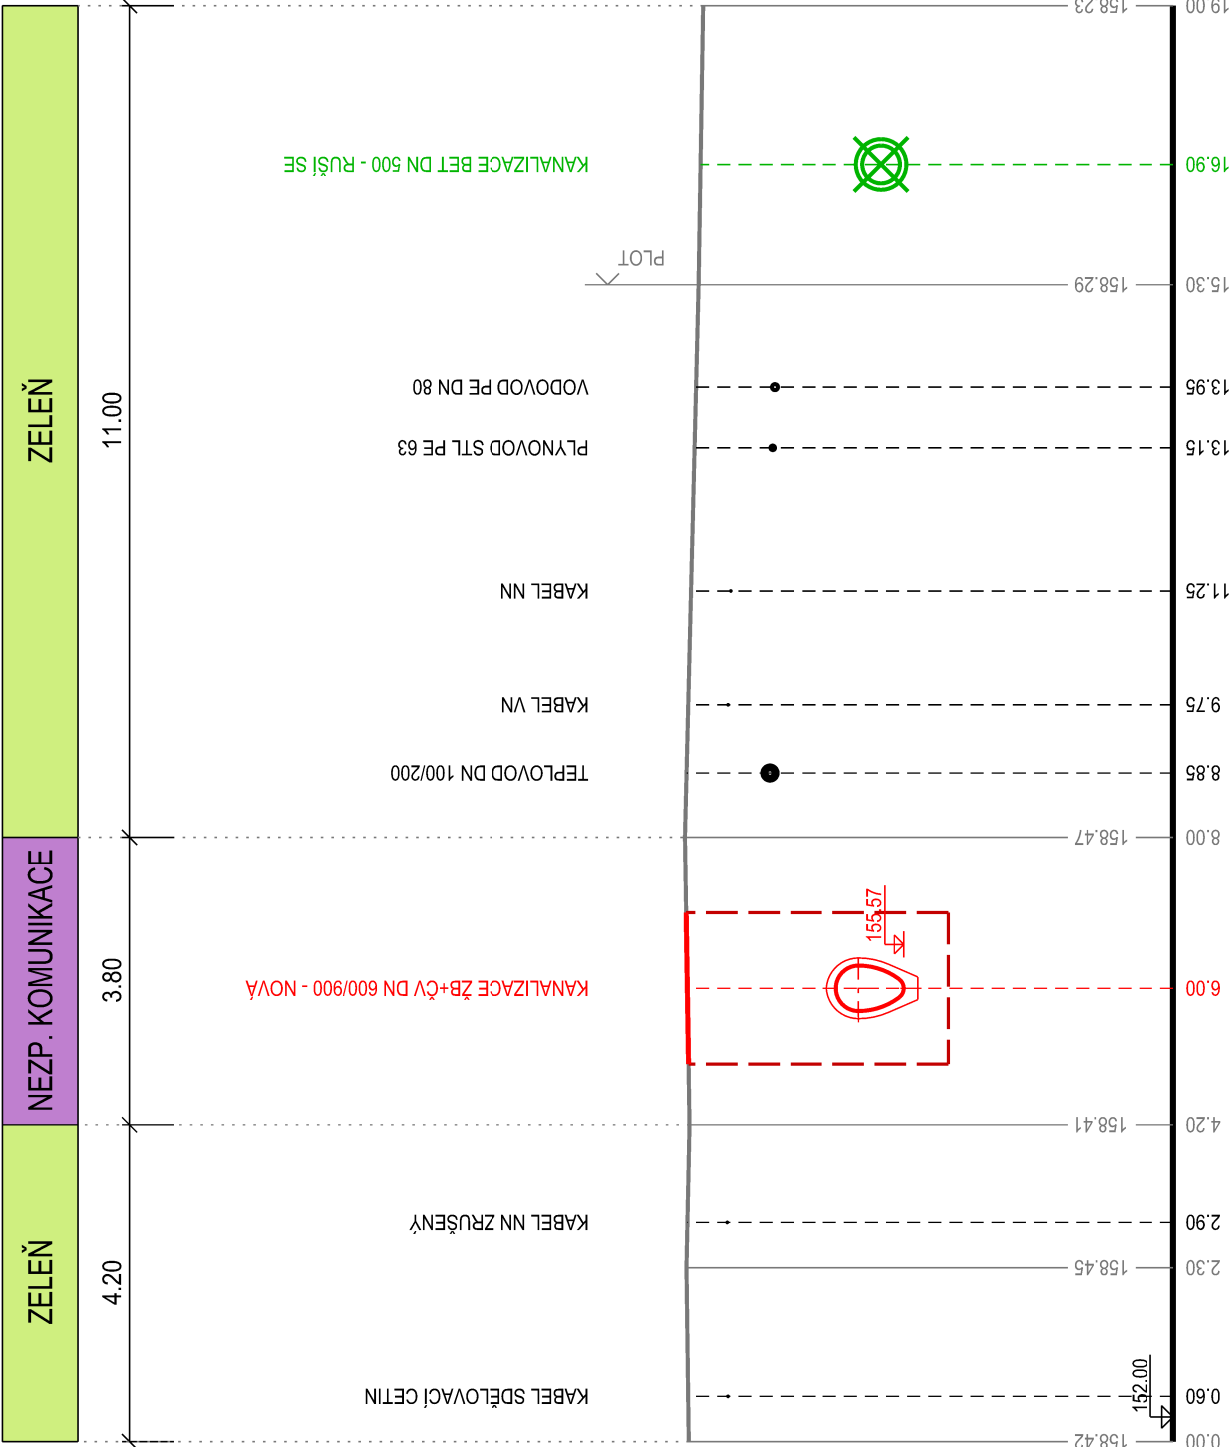 ZELEŇ
11.00
NEZP. KOMUNIKACE
3.80
ZELEŇ
4.20
KANALIZACE BET DN 500 - RUŠÍ SE
PLOT
VODOVOD PE DN 80
PLYNOVOD STL PE 63
KABEL NN
KABEL VN
TEPLOVOD DN 100/200
KANALIZACE ŽB+ČV DN 600/900 - NOVÁ
KABEL NN ZRUŠENÝ
KABEL SDĚLOVACÍ CETIN
155.57
152.00
158.23
158.29
158.47
158.41
158.45
158.42
19.00
16.90
15.30
13.95
13.15
11.25
9.75
8.85
8.00
6.00
4.20
2.90
2.30
0.60
0.00